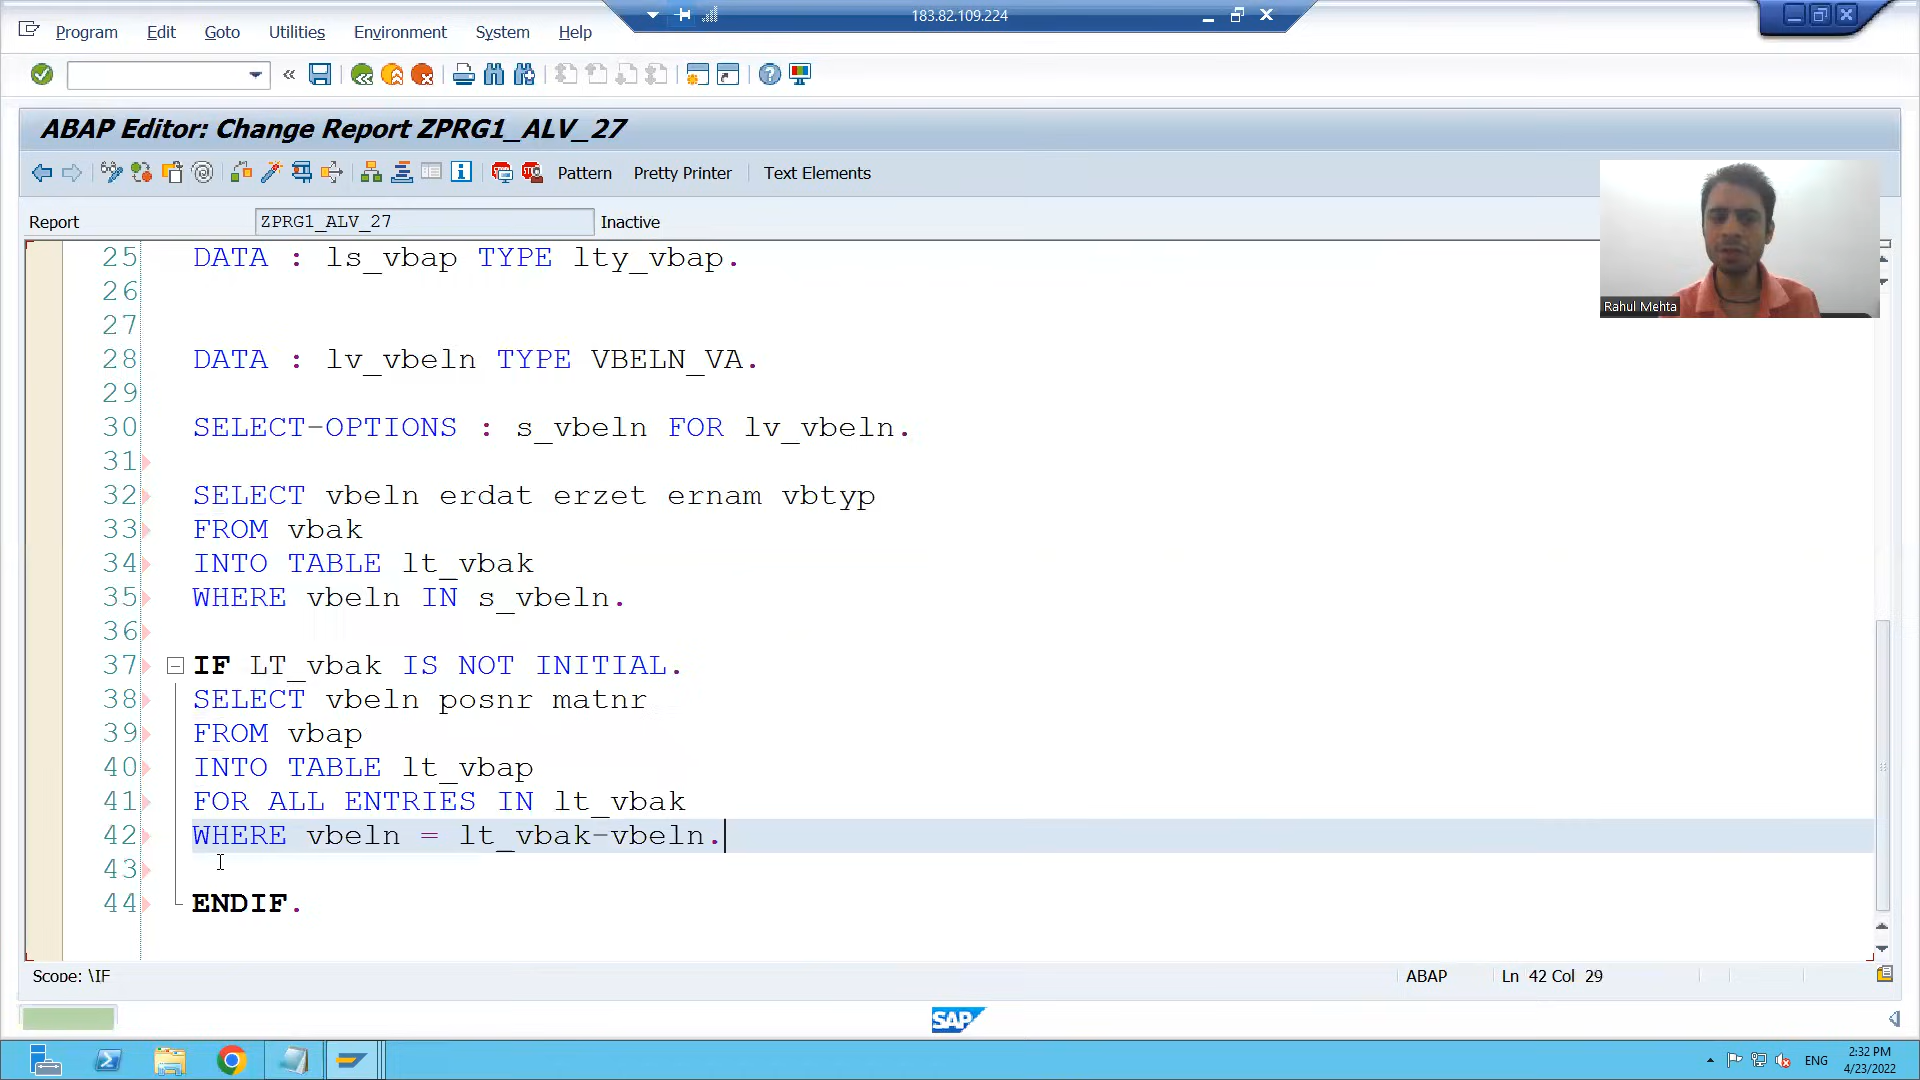 183.82.109.224
Program Edit Goto Utilities Environment System Help
ABAP Editor: Change Report ZPRG1_ALV_27
Pattern Pretty Printer Text Elements
Report ZPRG1_ALV_27 Inactive
Rahul Mehta
25 DATA : ls_vbap TYPE lty_vbap.
26
27
28 DATA : lv_vbeln TYPE VBELN_VA.
29
30 SELECT-OPTIONS : s_vbeln FOR lv_vbeln.
31
32 SELECT vbeln erdat erzet ernam vbtyp
33 FROM vbak
34 INTO TABLE lt_vbak
35 WHERE vbeln IN s_vbeln.
36
37 IF LT_vbak IS NOT INITIAL.
38 SELECT vbeln posnr matnr
39 FROM vbap
40 INTO TABLE lt_vbap
41 FOR ALL ENTRIES IN lt_vbak
42 WHERE vbeln = lt_vbak-vbeln.
43
44 ENDIF.
Scope: \IF ABAP Ln 42 Col 29
SAP
ENG
2:32 PM
4/23/2022